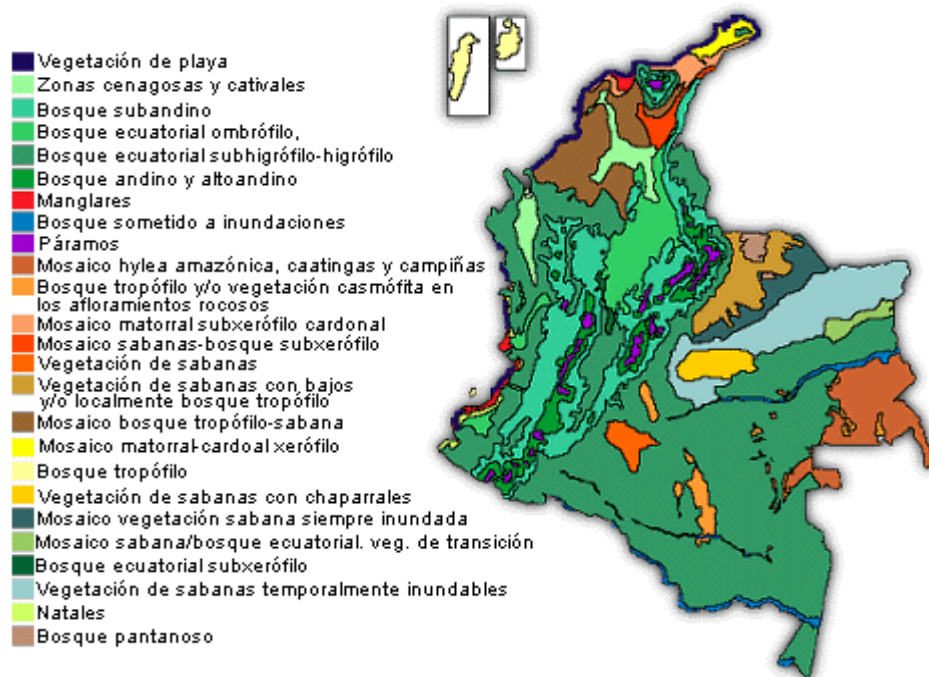 Vegetación de playa
Zonas cenagosas y cativales
Bosque subandino
Bosque ecuatorial ombrófilo,
Bosque ecuatorial subhigrófilo-higrófilo
Bosque andino y altoandino
Manglares
Bosque sometido a inundaciones
Páramos
Mosaico hylea amazónica, caatingas y campiñas
Bosque tropófilo y/o vegetación casmófita en
los afloramientos rocosos
Mosaico matorral subxerófilo cardonal
Mosaico sabanas-bosque subxerófilo
Vegetación de sabanas
Vegetación de sabanas con bajos
y/o localmente bosque tropófilo
Mosaico bosque tropófilo-sabana
Mosaico matorral-cardoal xerófilo
Bosque tropófilo
Vegetación de sabanas con chaparrales
Mosaico vegetación sabana siempre inundada
Mosaico sabana/bosque ecuatorial. veg. de transición
Bosque ecuatorial subxerófilo
Vegetación de sabanas temporalmente inundables
Natales
Bosque pantanoso